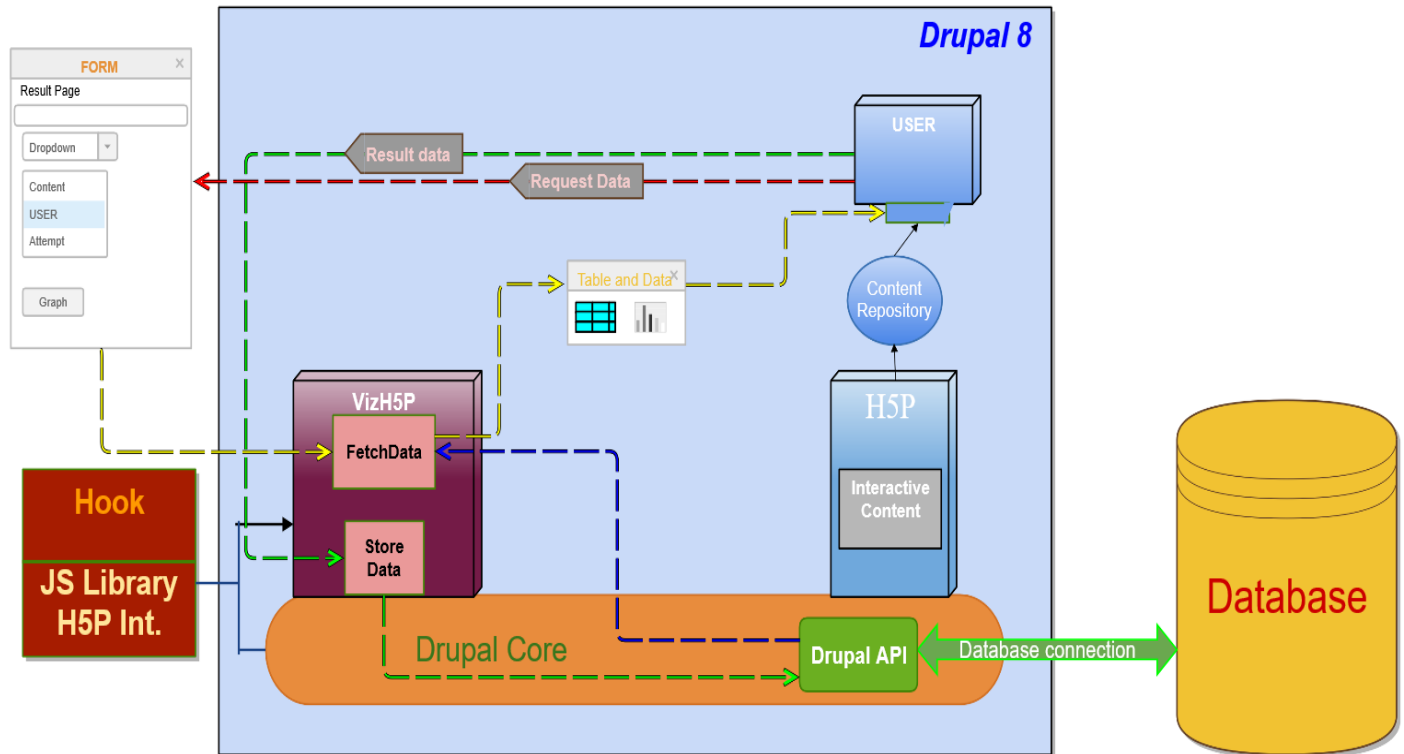 Drupal 8
FORM
Result Page
Dropdown
Content
USER
Attempt
Graph
Result data
Request Data
USER
Table and Data
Content
Repository
VizH5P
FetchData
Store
Data
H5P
Interactive
Content
Hook
JS Library
H5P Int.
Drupal Core
Drupal API
Database connection
Database